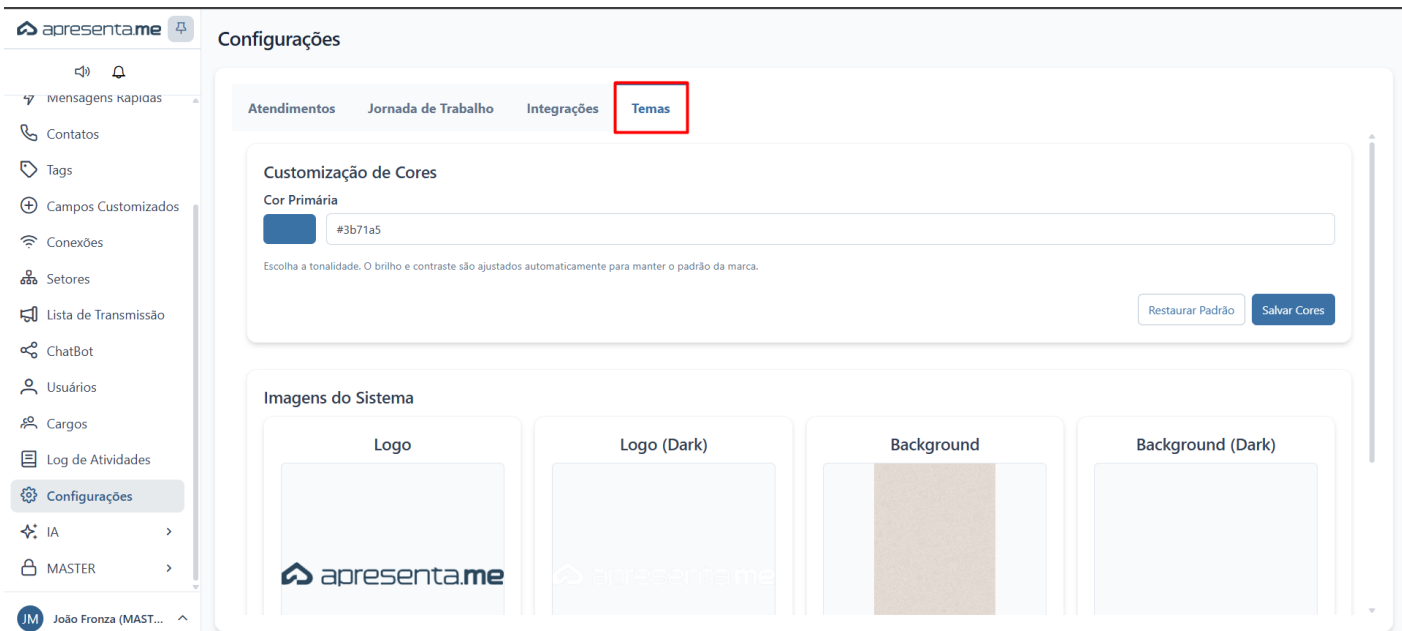 apresenta.me
Mensagens Rápidas
Contatos
Tags
Campos Customizados
Conexões
Setores
Lista de Transmissão
ChatBot
Usuários
Cargos
Log de Atividades
Configurações
IA
MASTER
JM João Fronza (MAST...
Configurações
Atendimentos Jornada de Trabalho Integrações Temas
Customização de Cores
Cor Primária
#3b71a5
Escolha a tonalidade. O brilho e contraste são ajustados automaticamente para manter o padrão da marca.
Restaurar Padrão Salvar Cores
Imagens do Sistema
Logo Logo (Dark) Background Background (Dark)
apresenta.me apresenta.me